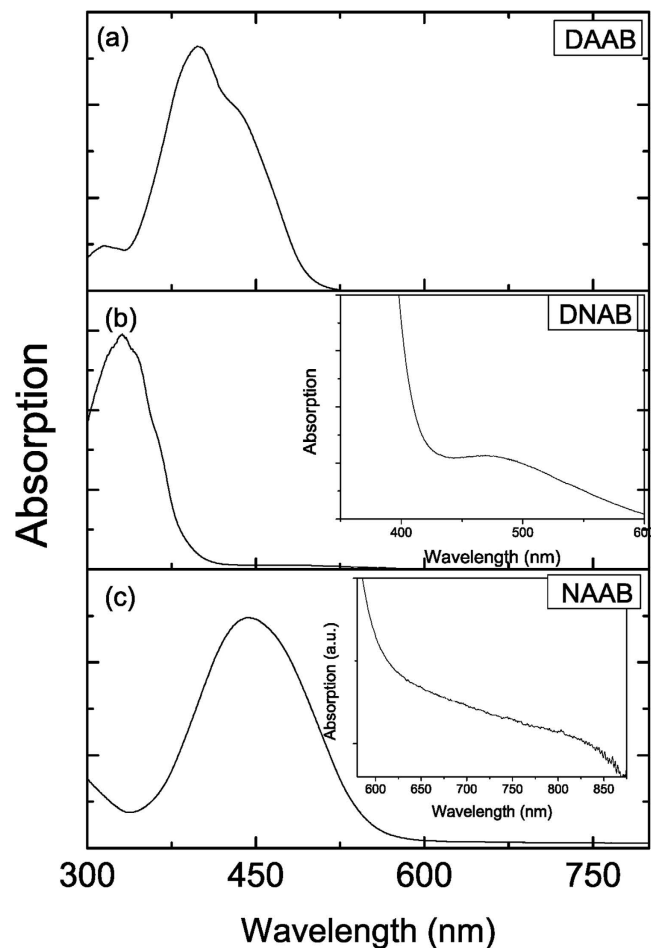 (a)
DAAB
(b)
DNAB
Absorption
400
500
600
Wavelength (nm)
(c)
NAAB
Absorption (a.u.)
600
650
700
750
800
850
Wavelength (nm)
Absorption
300
450
600
750
Wavelength (nm)